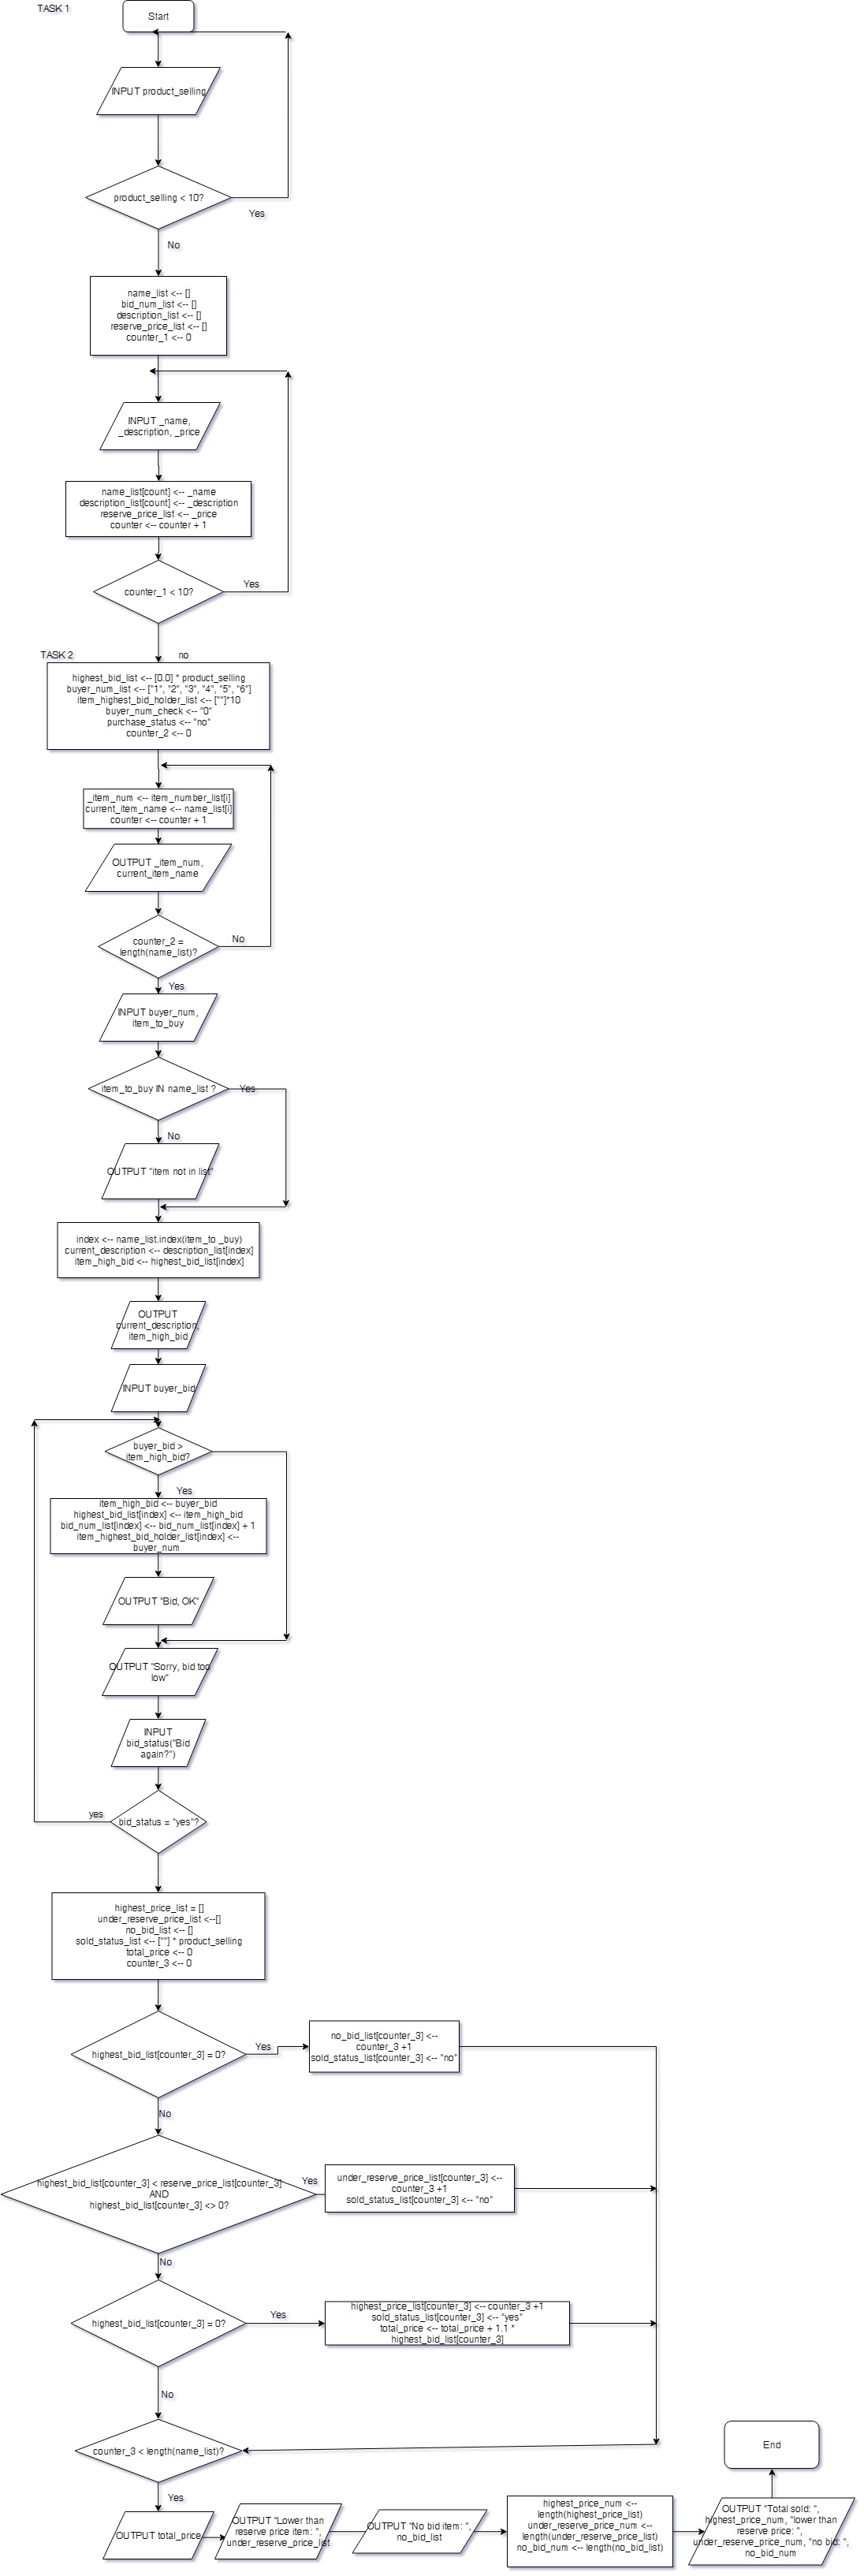 TASK 1
Start
INPUT product_selling
product_selling < 10?
Yes
No
name_list <-- []
bid_num_list <-- []
description_list <-- []
reserve_price_list <-- []
counter_1 <-- 0
INPUT _name,
_description, _price
name_list[count] <-- _name
description_list[count] <-- _description
reserve_price_list <-- _price
counter <-- counter + 1
counter_1 < 10?
Yes
TASK 2
no
highest_bid_list <-- [0.0] * product_selling
buyer_num_list <-- ["1", "2", "3", "4", "5", "6"]
item_highest_bid_holder_list <-- [""]*10
buyer_num_check <-- "0"
purchase_status <-- "no"
counter_2 <-- 0
_item_num <-- item_number_list[i]
current_item_name <-- name_list[i]
counter <-- counter + 1
OUTPUT _item_num,
current_item_name
counter_2 =
length(name_list)?
No
Yes
INPUT buyer_num,
item_to_buy
item_to_buy IN name_list ?
Yes
No
OUTPUT "item not in list"
index <-- name_list.index(item_to _buy)
current_description <-- description_list[index]
item_high_bid <-- highest_bid_list[index]
OUTPUT
current_description,
item_high_bid
INPUT buyer_bid
buyer_bid >
item_high_bid?
Yes
item_high_bid <-- buyer_bid
highest_bid_list[index] <-- item_high_bid
bid_num_list[index] <-- bid_num_list[index] + 1
item_highest_bid_holder_list[index] <--
buyer_num
OUTPUT "Bid, OK"
OUTPUT "Sorry, bid too
low"
INPUT
bid_status("Bid
again?")
yes
bid_status = "yes"?
highest_price_list = []
under_reserve_price_list <--[]
no_bid_list <-- []
sold_status_list <-- [""] * product_selling
total_price <-- 0
counter_3 <-- 0
highest_bid_list[counter_3] = 0?
Yes
no_bid_list[counter_3] <--
counter_3 +1
sold_status_list[counter_3] <-- "no"
No
highest_bid_list[counter_3] < reserve_price_list[counter_3]
AND
highest_bid_list[counter_3] <> 0?
Yes
under_reserve_price_list[counter_3] <--
counter_3 +1
sold_status_list[counter_3] <-- "no"
No
highest_bid_list[counter_3] = 0?
Yes
highest_price_list[counter_3] <-- counter_3 +1
sold_status_list[counter_3] <-- "yes"
total_price <-- total_price + 1.1 *
highest_bid_list[counter_3]
No
counter_3 < length(name_list)?
Yes
End
OUTPUT total_price
OUTPUT "Lower than
reserve price item: ",
under_reserve_price_list
OUTPUT "No bid item: ",
no_bid_list
highest_price_num <--
length(highest_price_list)
under_reserve_price_num <--
length(under_reserve_price_list)
no_bid_num <-- length(no_bid_list)
OUTPUT "Total sold: ",
highest_price_num, "lower than
reserve price: ",
under_reserve_price_num, "no bid: ",
no_bid_num